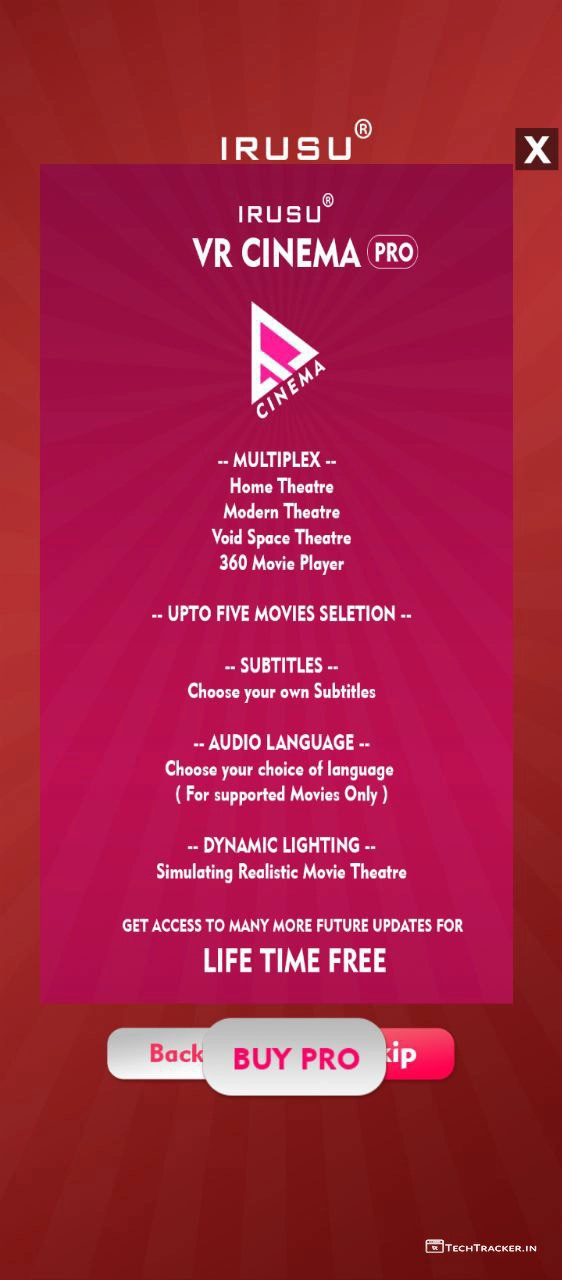 IRUSU®
X
IRUSU®
VR CINEMA PRO
CINEMA
-- MULTIPLEX --
Home Theatre
Modern Theatre
Void Space Theatre
360 Movie Player
-- UPTO FIVE MOVIES SELETION --
-- SUBTITLES --
Choose your own Subtitles
-- AUDIO LANGUAGE --
Choose your choice of language
( For supported Movies Only )
-- DYNAMIC LIGHTING --
Simulating Realistic Movie Theatre
GET ACCESS TO MANY MORE FUTURE UPDATES FOR
LIFE TIME FREE
Back BUY PRO kip
TECHTRACKER.IN